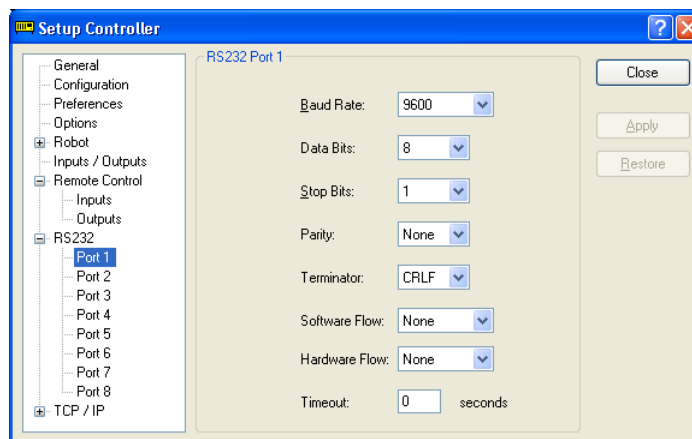 Setup Controller
General
Configuration
Preferences
Options
Robot
Inputs / Outputs
Remote Control
Inputs
Outputs
RS232
Port 1
Port 2
Port 3
Port 4
Port 5
Port 6
Port 7
Port 8
TCP / IP
RS232 Port 1
Baud Rate: 9600
Data Bits: 8
Stop Bits: 1
Parity: None
Terminator: CRLF
Software Flow: None
Hardware Flow: None
Timeout: 0 seconds
Close
Apply
Restore